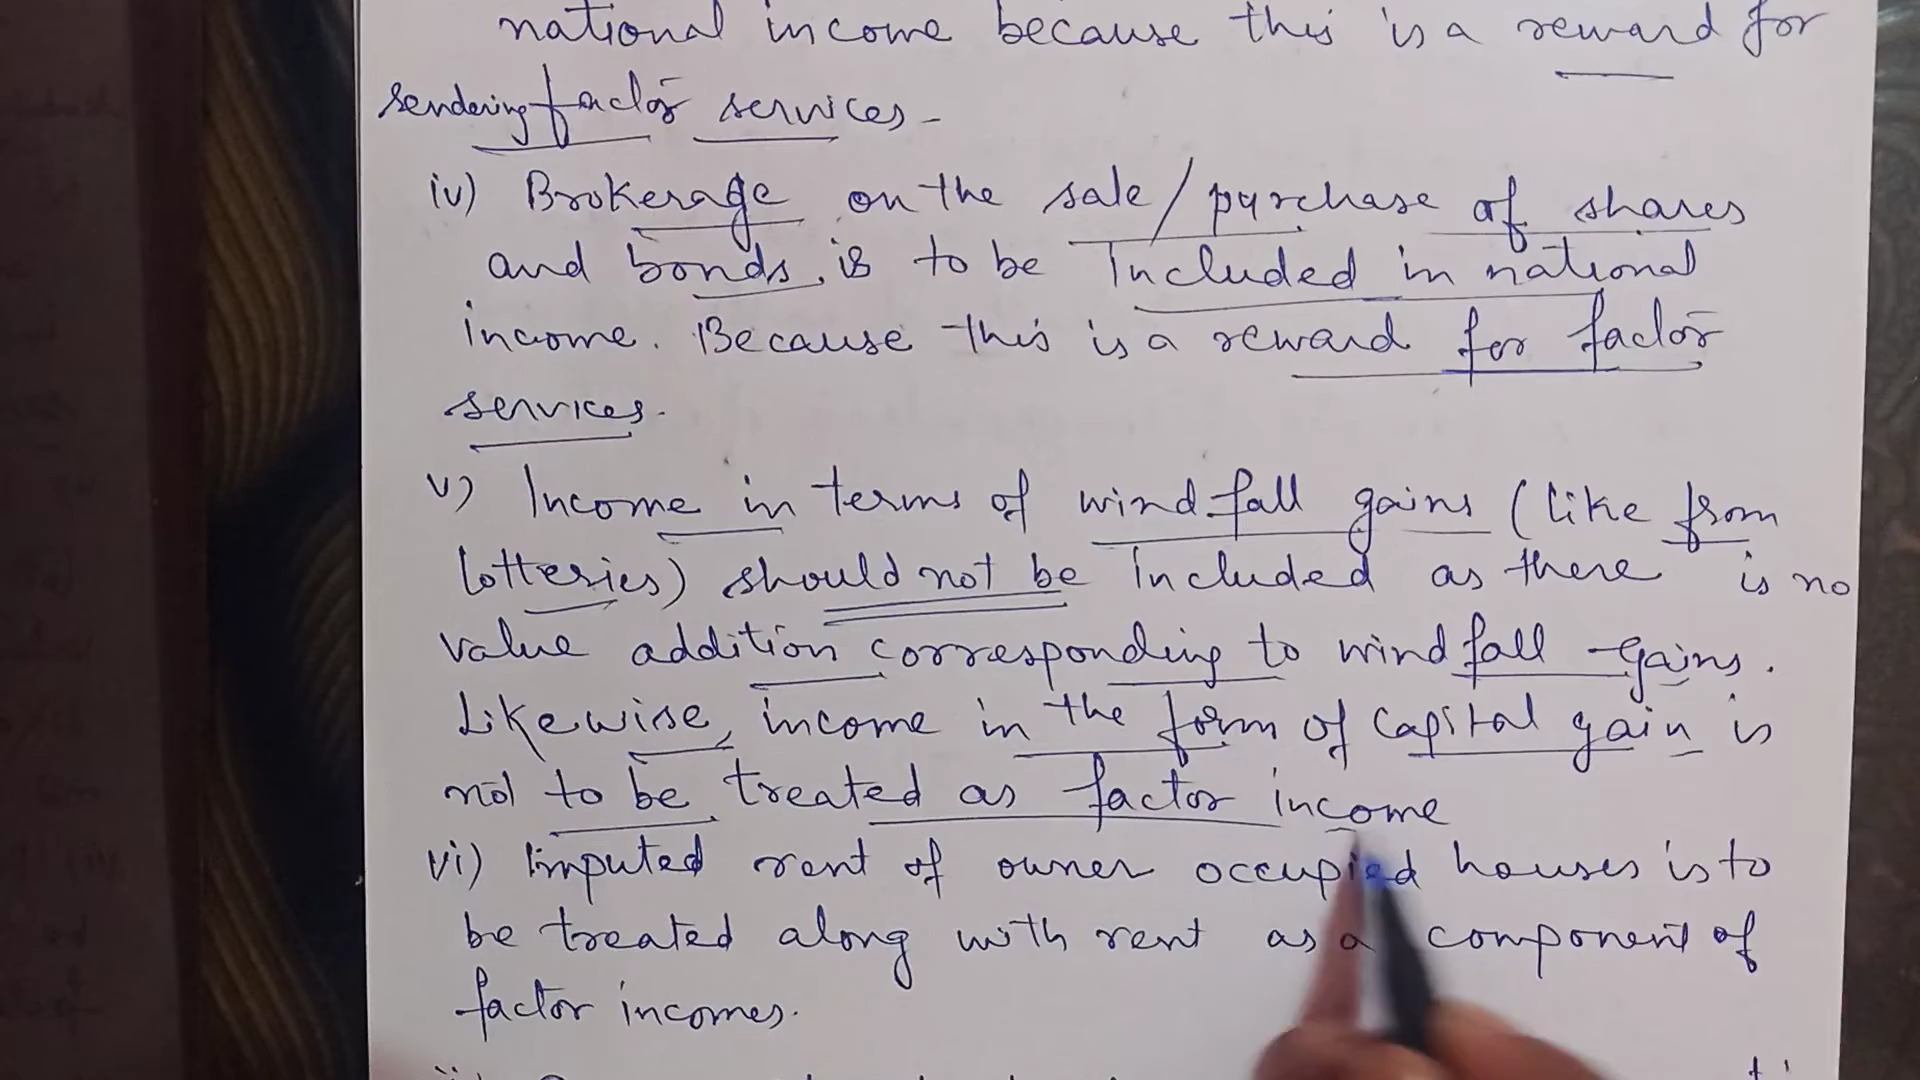 national income because this is a reward for
rendering factor services -
iv) Brokerage on the sale/purchase of shares
and bonds, is to be Included in national
income. Because this is a reward for factor
services.
v) Income in terms of windfall gains (like from
lotteries) should not be included as there is no
value addition corresponding to windfall -gains.
Likewise, income in the form of capital gain is
not to be treated as factor income
vi) Imputed rent of owner occupied houses is to
be treated along with rent as a component of
factor incomes.